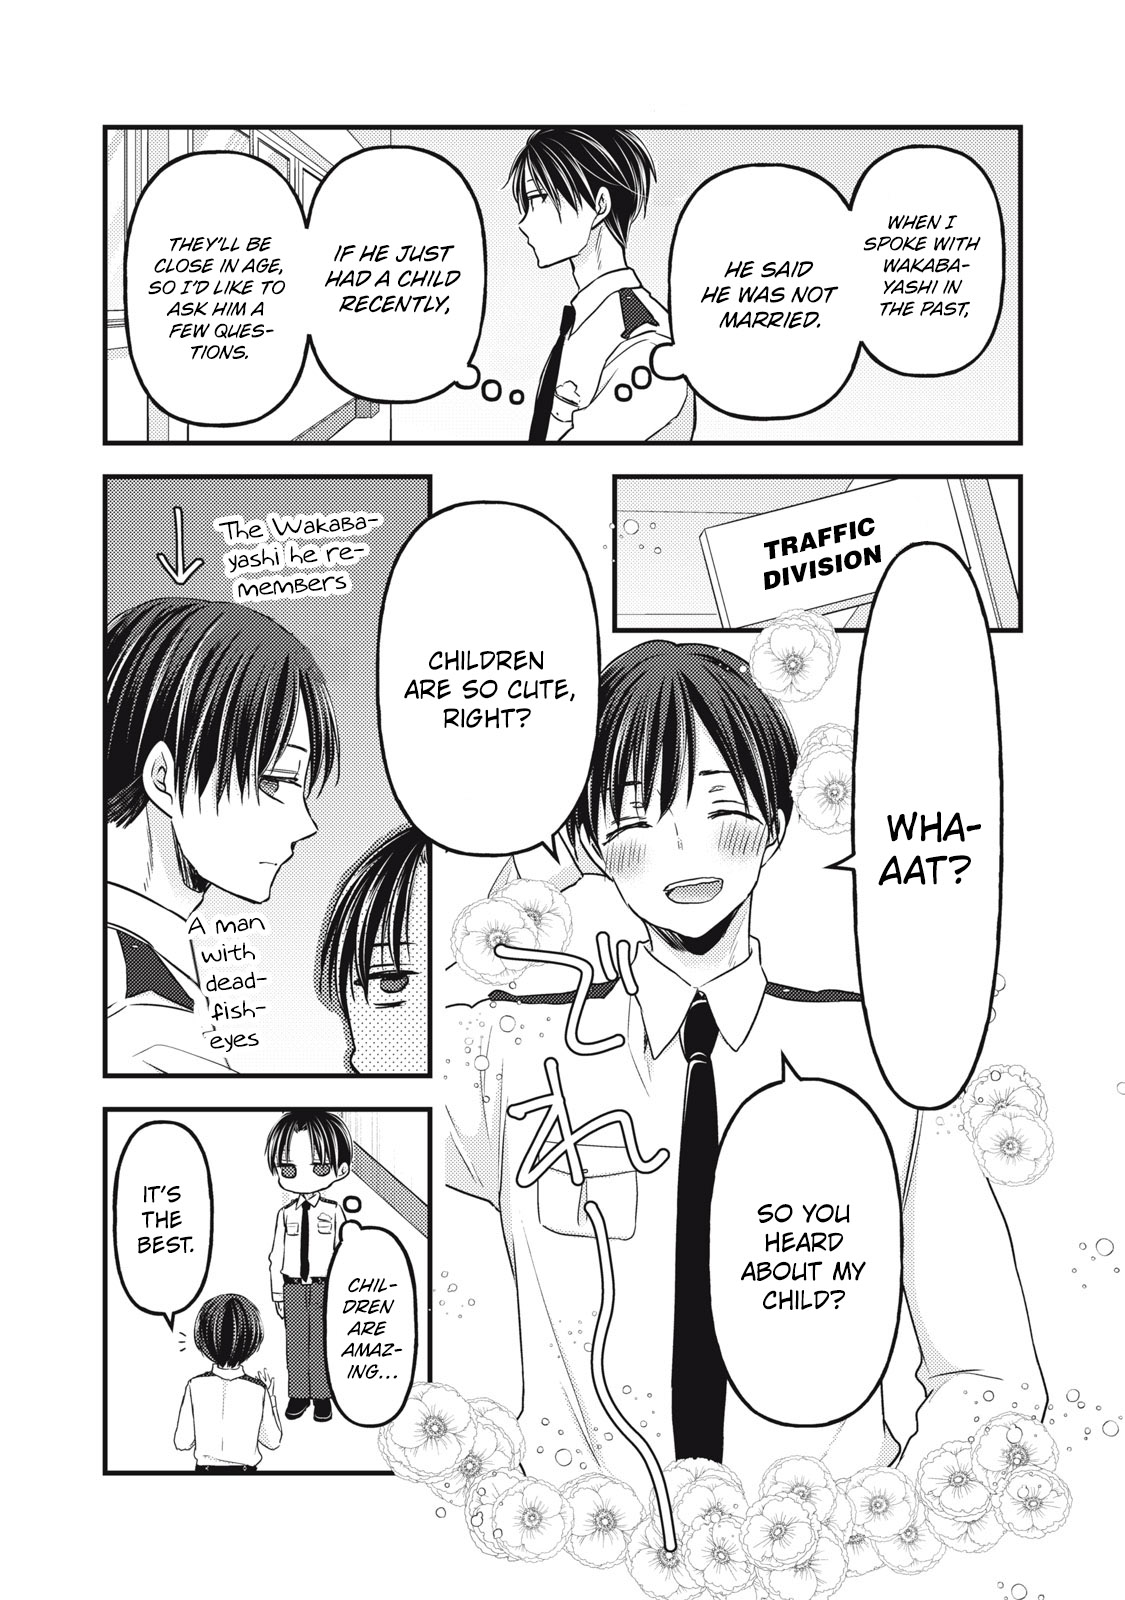 WHEN I
SPOKE WITH
WAKABA-
YASHI IN
THE PAST,
HE SAID
HE WAS NOT
MARRIED.
IF HE JUST
HAD A CHILD
RECENTLY,
THEY'LL BE
CLOSE IN AGE,
SO I'D LIKE TO
ASK HIM A
FEW QUES-
TIONS.
TRAFFIC
DIVISION
WHA-
AAT?
SO YOU
HEARD
ABOUT MY
CHILD?
CHILDREN
ARE SO CUTE,
RIGHT?
でれ〜
The Wakaba-
yashi he re-
members
A man
with
dead-
fish-
eyes
IT'S
THE
BEST.
CHIL-
DREN ARE
AMAZ-
ING...